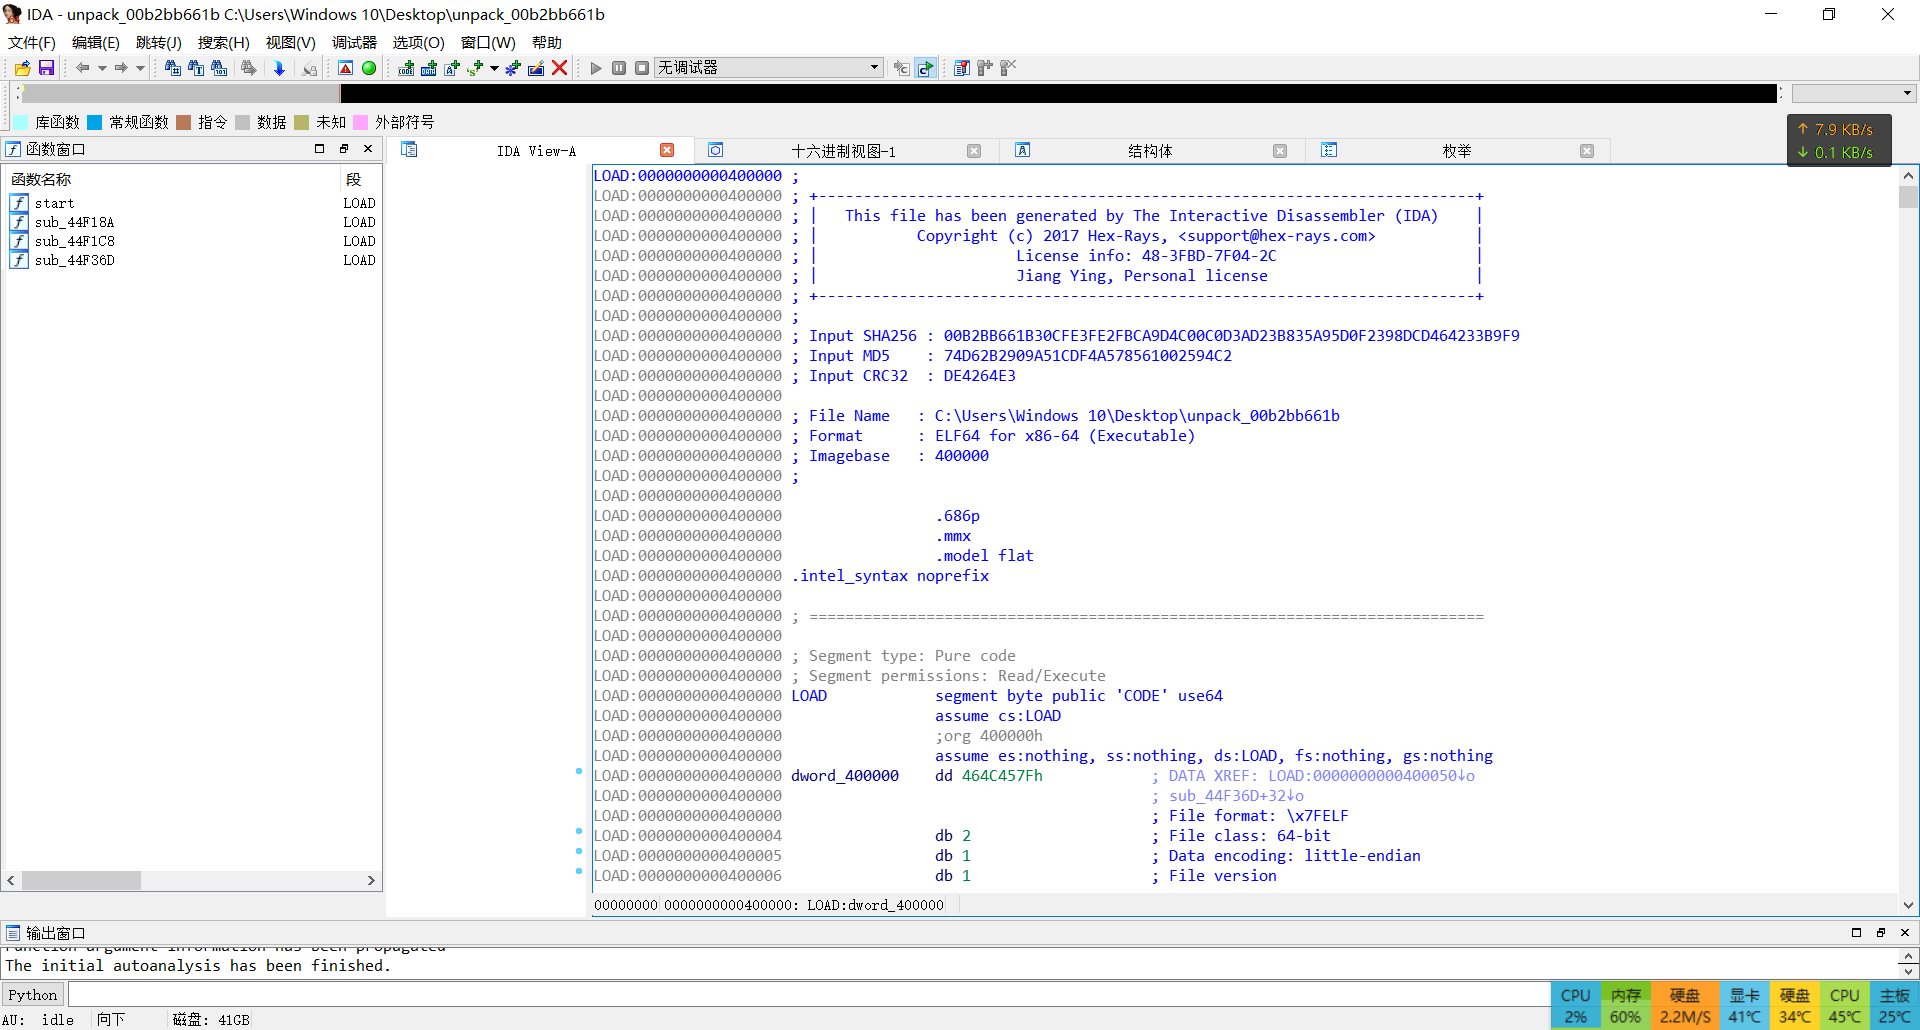 IDA - unpack_00b2bb661b C:\Users\Windows 10\Desktop\unpack_00b2bb661b
文件(F) 编辑(E) 跳转(J) 搜索(H) 视图(V) 调试器 选项(O) 窗口(W) 帮助
无调试器
库函数 常规函数 指令 数据 未知 外部符号
↑ 7.9 KB/s
↓ 0.1 KB/s
函数窗口
函数名称 段
start LOAD
sub_44F18A LOAD
sub_44F1C8 LOAD
sub_44F36D LOAD
IDA View-A 十六进制视图-1 结构体 枚举
LOAD:0000000000400000 ;
LOAD:0000000000400000 ; +-------------------------------------------------------------------------+
LOAD:0000000000400000 ; | This file has been generated by The Interactive Disassembler (IDA) |
LOAD:0000000000400000 ; | Copyright (c) 2017 Hex-Rays, <support@hex-rays.com> |
LOAD:0000000000400000 ; | License info: 48-3FBD-7F04-2C |
LOAD:0000000000400000 ; | Jiang Ying, Personal license |
LOAD:0000000000400000 ; +-------------------------------------------------------------------------+
LOAD:0000000000400000 ;
LOAD:0000000000400000 ; Input SHA256 : 00B2BB661B30CFE3FE2FBCA9D4C00C0D3AD23B835A95D0F2398DCD464233B9F9
LOAD:0000000000400000 ; Input MD5 : 74D62B2909A51CDF4A578561002594C2
LOAD:0000000000400000 ; Input CRC32 : DE4264E3
LOAD:0000000000400000
LOAD:0000000000400000 ; File Name : C:\Users\Windows 10\Desktop\unpack_00b2bb661b
LOAD:0000000000400000 ; Format : ELF64 for x86-64 (Executable)
LOAD:0000000000400000 ; Imagebase : 400000
LOAD:0000000000400000 ;
LOAD:0000000000400000
LOAD:0000000000400000 .686p
LOAD:0000000000400000 .mmx
LOAD:0000000000400000 .model flat
LOAD:0000000000400000 .intel_syntax noprefix
LOAD:0000000000400000
LOAD:0000000000400000 ; ===========================================================================
LOAD:0000000000400000
LOAD:0000000000400000 ; Segment type: Pure code
LOAD:0000000000400000 ; Segment permissions: Read/Execute
LOAD:0000000000400000 LOAD segment byte public 'CODE' use64
LOAD:0000000000400000 assume cs:LOAD
LOAD:0000000000400000 ;org 400000h
LOAD:0000000000400000 assume es:nothing, ss:nothing, ds:LOAD, fs:nothing, gs:nothing
LOAD:0000000000400000 dword_400000 dd 464C457Fh ; DATA XREF: LOAD:0000000000400050↓o
LOAD:0000000000400000 ; sub_44F36D+32↓o
LOAD:0000000000400000 ; File format: \x7FELF
LOAD:0000000000400004 db 2 ; File class: 64-bit
LOAD:0000000000400005 db 1 ; Data encoding: little-endian
LOAD:0000000000400006 db 1 ; File version
00000000 0000000000400000: LOAD:dword_400000
输出窗口
Function argument information has been propagated
The initial autoanalysis has been finished.
Python
AU: idle 向下 磁盘: 41GB
CPU 内存 硬盘 显卡 硬盘 CPU 主板
2% 60% 2.2M/S 41℃ 34℃ 45℃ 25℃